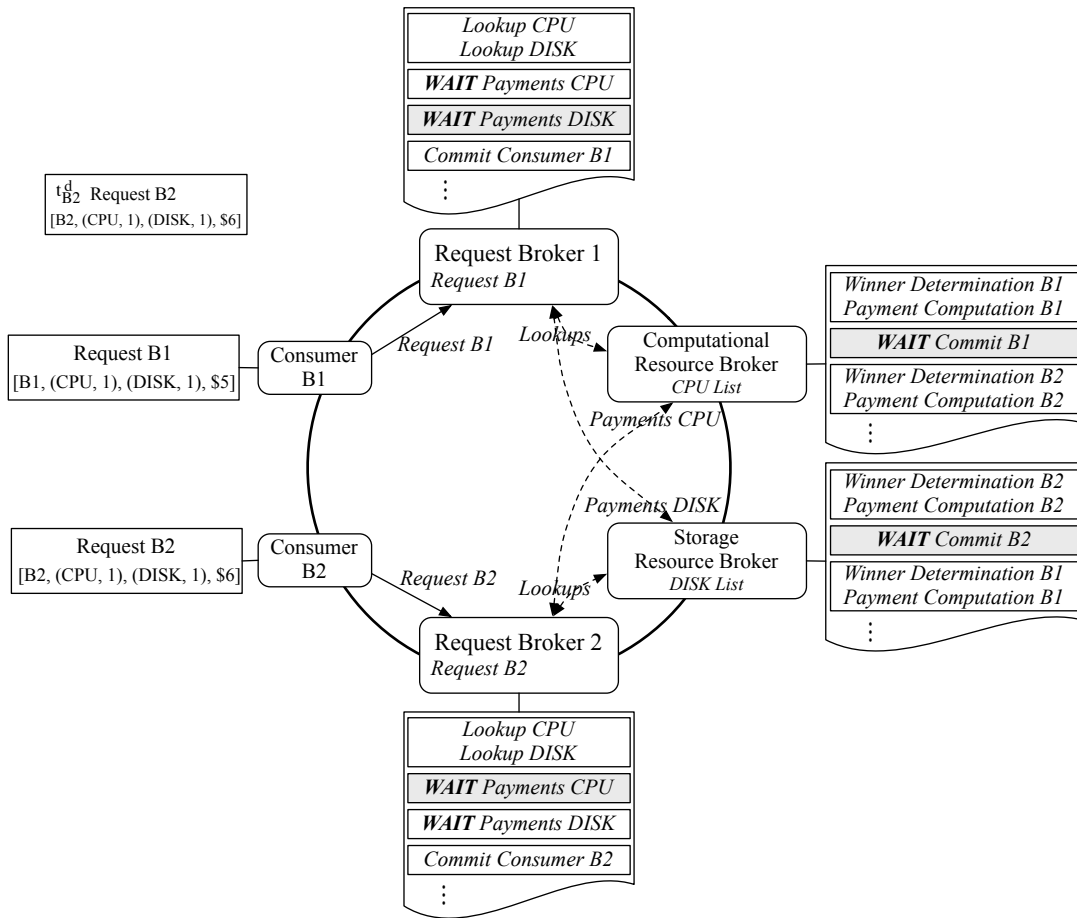 Lookup CPU
Lookup DISK
WAIT Payments CPU
WAIT Payments DISK
Commit Consumer B1
⋮
t^d_B2 Request B2
[B2, (CPU, 1), (DISK, 1), $6]
Request Broker 1
Request B1
Request B1
[B1, (CPU, 1), (DISK, 1), $5]
Consumer
B1
Request B1
Lookups
Computational
Resource Broker
CPU List
Winner Determination B1
Payment Computation B1
WAIT Commit B1
Winner Determination B2
Payment Computation B2
⋮
Payments CPU
Payments DISK
Request B2
[B2, (CPU, 1), (DISK, 1), $6]
Consumer
B2
Request B2
Lookups
Storage
Resource Broker
DISK List
Winner Determination B2
Payment Computation B2
WAIT Commit B2
Winner Determination B1
Payment Computation B1
⋮
Request Broker 2
Request B2
Lookup CPU
Lookup DISK
WAIT Payments CPU
WAIT Payments DISK
Commit Consumer B2
⋮